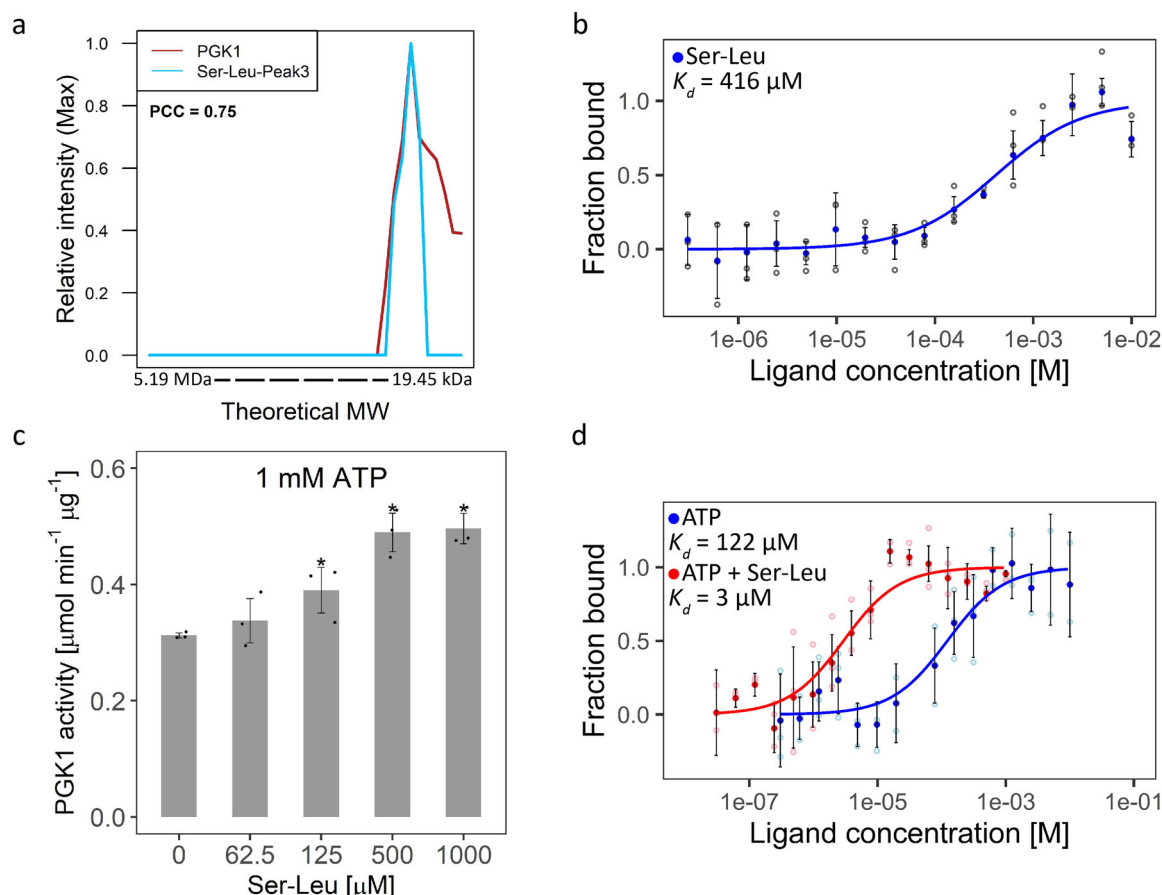 a
Relative intensity (Max)
1.0
0.8
0.6
0.4
0.2
0.0
PGK1
Ser-Leu-Peak3
PCC = 0.75
5.19 MDa
19.45 kDa
Theoretical MW
b
Fraction bound
1.0
0.5
0.0
Ser-Leu
Kd = 416 μM
1e-06 1e-05 1e-04 1e-03 1e-02
Ligand concentration [M]
c
PGK1 activity [μmol min⁻¹ μg⁻¹]
0.6
0.4
0.2
0.0
1 mM ATP
* * *
0 62.5 125 500 1000
Ser-Leu [μM]
d
Fraction bound
1.0
0.5
0.0
ATP
Kd = 122 μM
ATP + Ser-Leu
Kd = 3 μM
1e-07 1e-05 1e-03 1e-01
Ligand concentration [M]